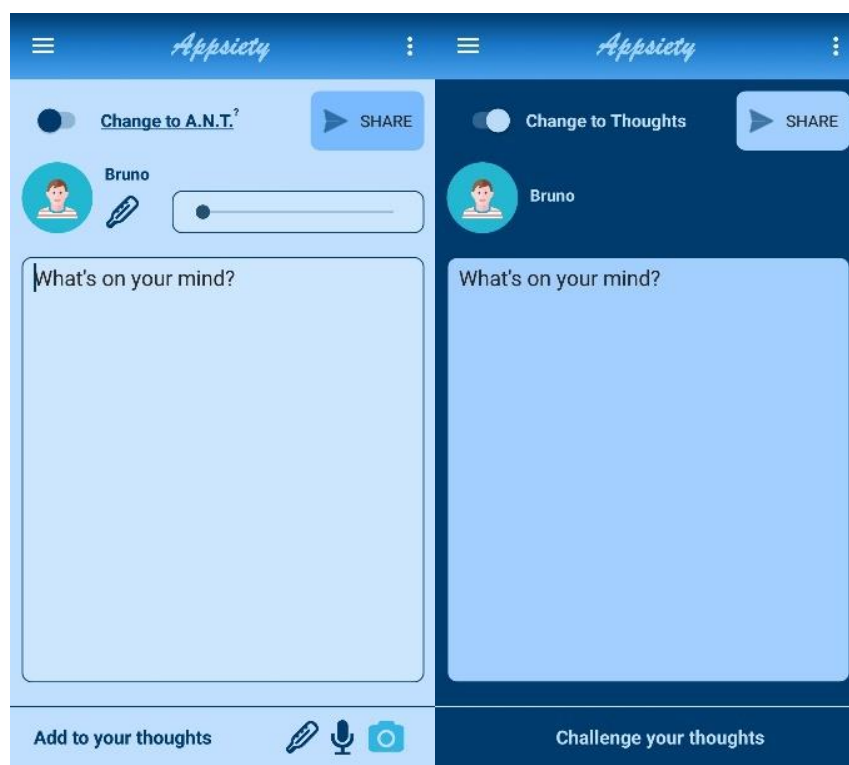 Appsiety
Change to A.N.T.?
SHARE
Bruno
What's on your mind?
Add to your thoughts
Appsiety
Change to Thoughts
SHARE
Bruno
What's on your mind?
Challenge your thoughts